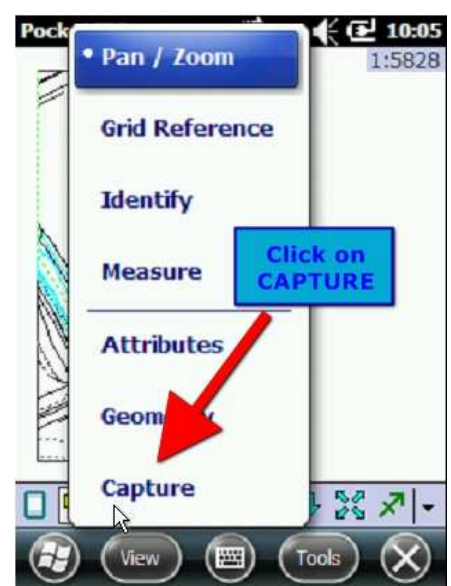 Pock 10:05
1:5828
Pan / Zoom
Grid Reference
Identify
Measure
Click on
CAPTURE
Attributes
Capture
View Tools